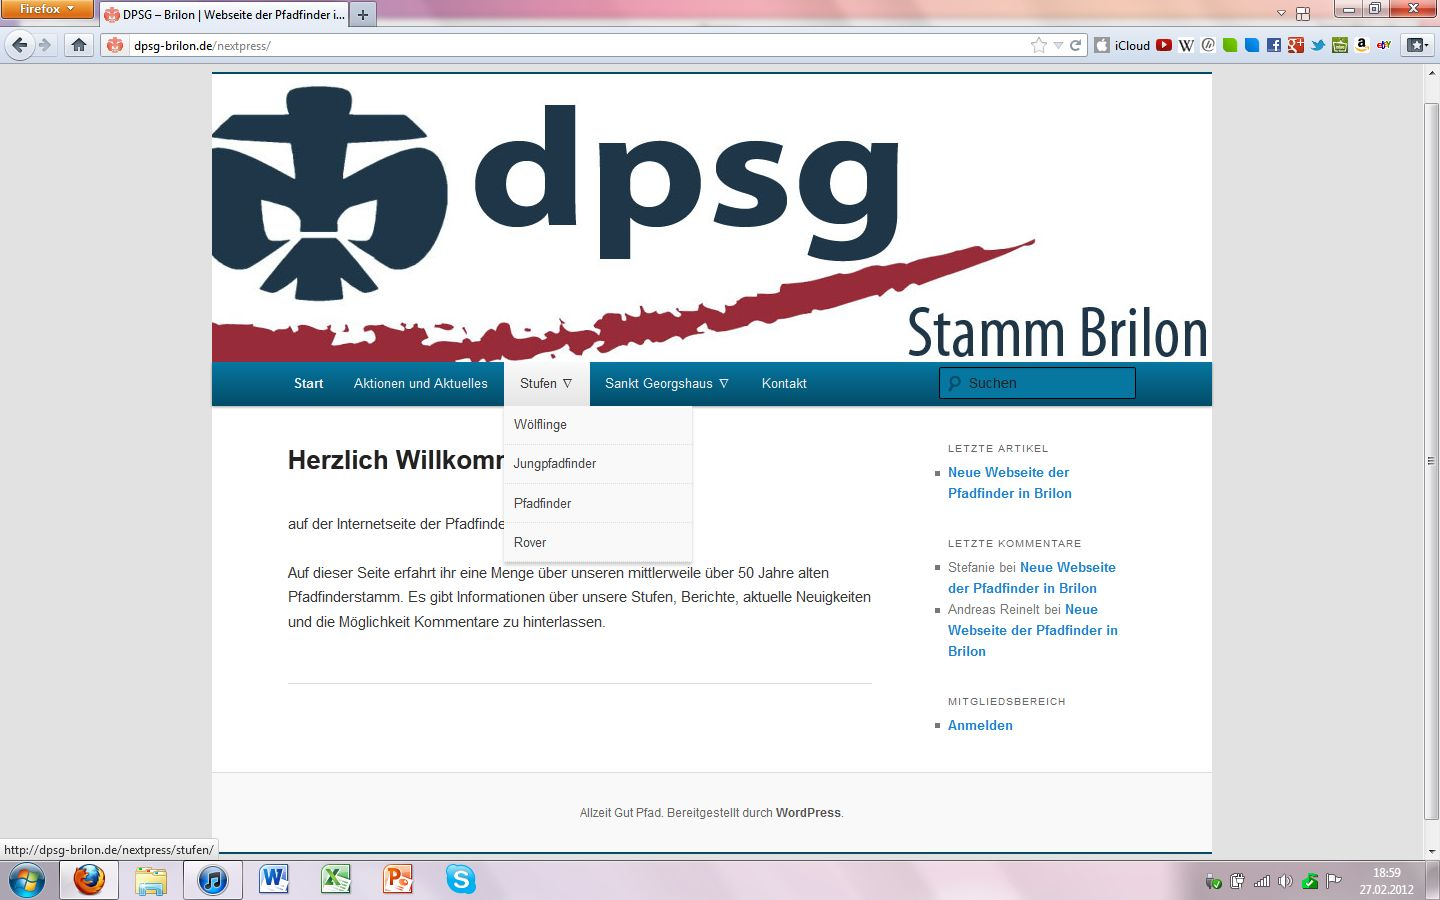 Firefox
DPSG – Brilon | Webseite der Pfadfinder i...
dpsg-brilon.de/nextpress/
iCloud
dpsg
Stamm Brilon
Start Aktionen und Aktuelles Stufen ▽ Sankt Georgshaus ▽ Kontakt Suchen
Wölflinge
Jungpfadfinder
Pfadfinder
Rover
Herzlich Willkomm
auf der Internetseite der Pfadfinde
Auf dieser Seite erfahrt ihr eine Menge über unseren mittlerweile über 50 Jahre alten
Pfadfinderstamm. Es gibt Informationen über unsere Stufen, Berichte, aktuelle Neuigkeiten
und die Möglichkeit Kommentare zu hinterlassen.
LETZTE ARTIKEL
Neue Webseite der
Pfadfinder in Brilon
LETZTE KOMMENTARE
Stefanie bei Neue Webseite
der Pfadfinder in Brilon
Andreas Reinelt bei Neue
Webseite der Pfadfinder in
Brilon
MITGLIEDSBEREICH
Anmelden
Allzeit Gut Pfad. Bereitgestellt durch WordPress.
http://dpsg-brilon.de/nextpress/stufen/
18:59
27.02.2012